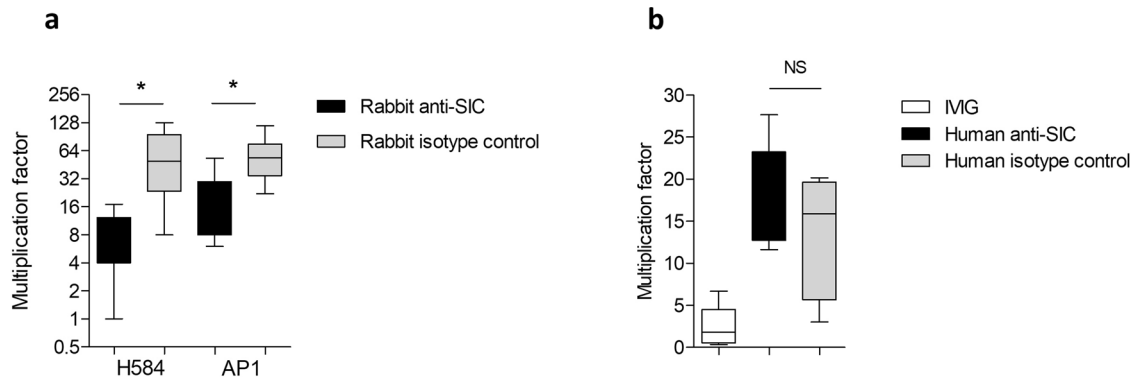 a
Multiplication factor
256
128
64
32
16
8
4
2
1
0.5
*
*
H584
AP1
Rabbit anti-SIC
Rabbit isotype control
b
Multiplication factor
30
25
20
15
10
5
0
NS
IVIG
Human anti-SIC
Human isotype control